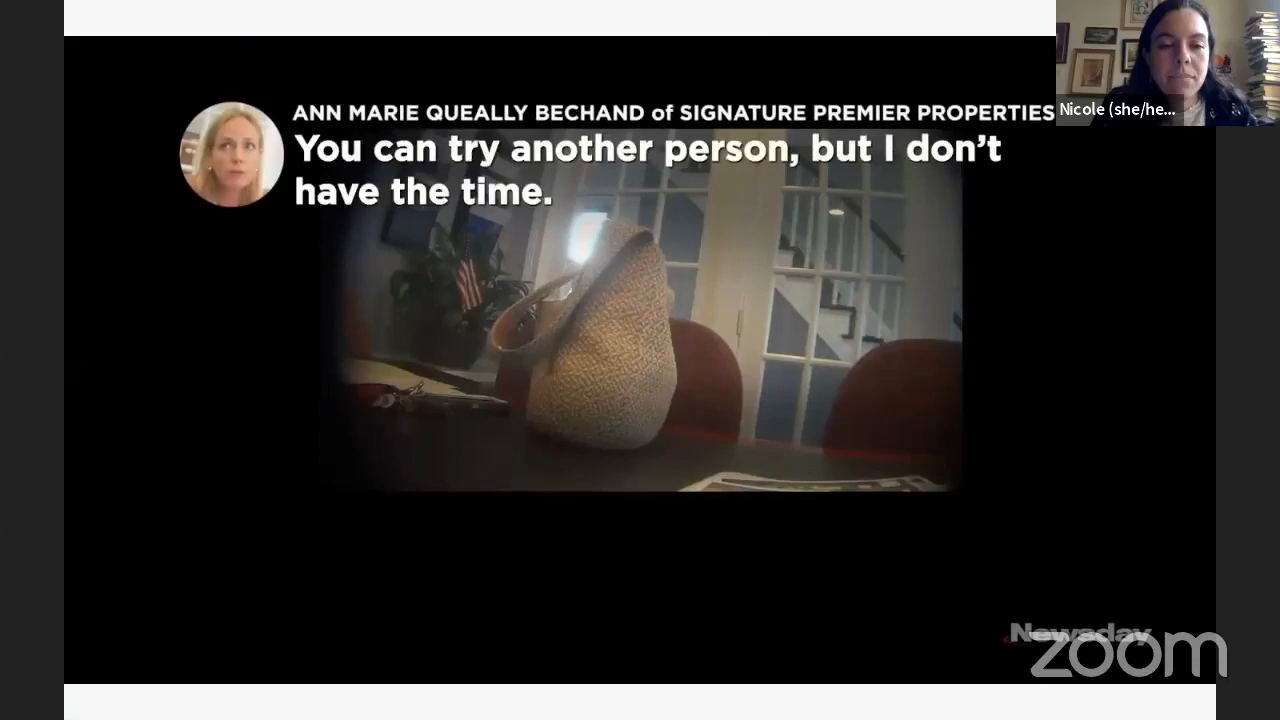 ANN MARIE QUEALLY BECHAND of SIGNATURE PREMIER PROPERTIES
You can try another person, but I don't
have the time.
Nicole (she/he...
Newsday
zoom